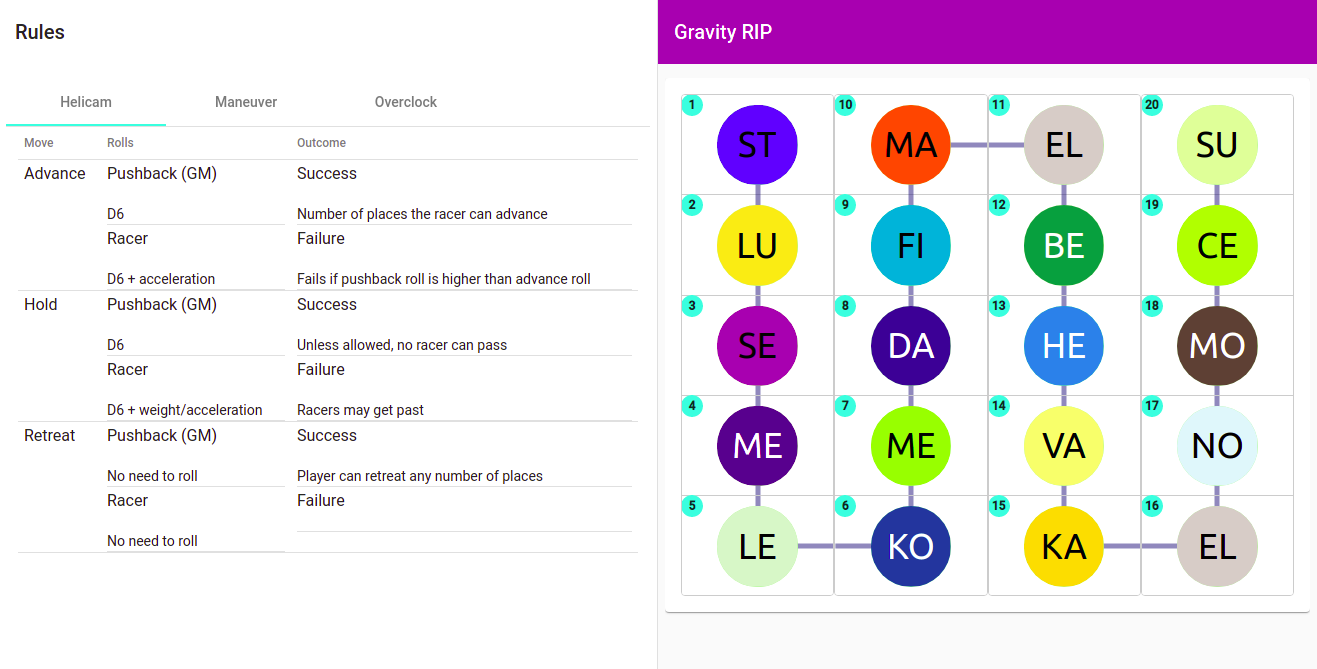 Rules
Helicam Maneuver Overclock
Move Rolls Outcome
Advance Pushback (GM) Success
D6 Number of places the racer can advance
Racer Failure
D6 + acceleration Fails if pushback roll is higher than advance roll
Hold Pushback (GM) Success
D6 Unless allowed, no racer can pass
Racer Failure
D6 + weight/acceleration Racers may get past
Retreat Pushback (GM) Success
No need to roll Player can retreat any number of places
Racer Failure
No need to roll
Gravity RIP
1 10 11 20
ST MA EL SU
2 9 12 19
LU FI BE CE
3 8 13 18
SE DA HE MO
4 7 14 17
ME ME VA NO
5 6 15 16
LE KO KA EL